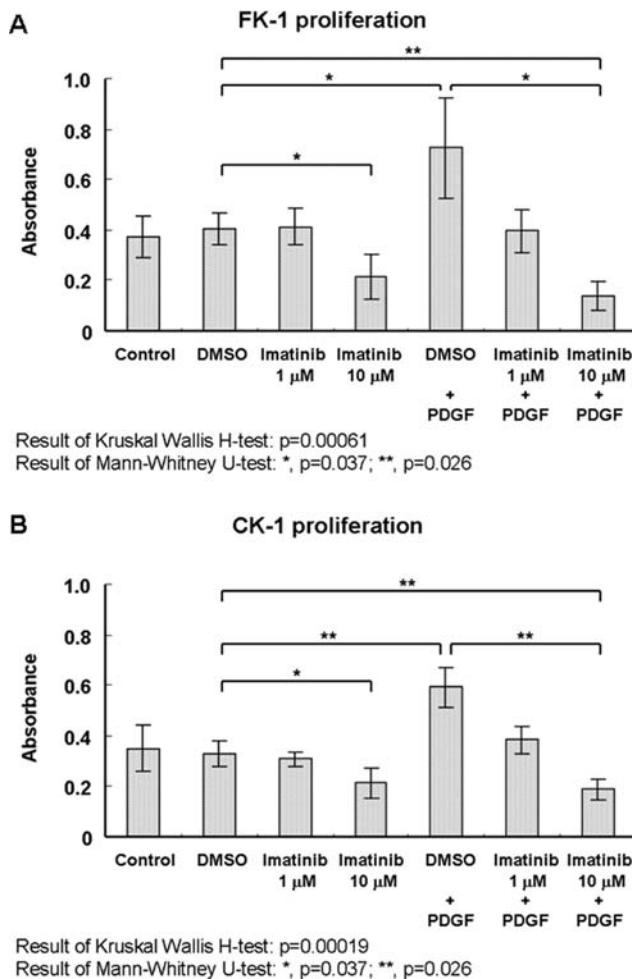 A
FK-1 proliferation
**
*
*
*
1.0
0.8
0.6
0.4
0.2
0
Absorbance
Control DMSO Imatinib Imatinib DMSO Imatinib Imatinib
1 μM 10 μM 1 μM 10 μM
+ + +
PDGF PDGF PDGF
Result of Kruskal Wallis H-test: p=0.00061
Result of Mann-Whitney U-test: *, p=0.037; **, p=0.026
B
CK-1 proliferation
**
** **
*
1.0
0.8
0.6
0.4
0.2
0
Absorbance
Control DMSO Imatinib Imatinib DMSO Imatinib Imatinib
1 μM 10 μM 1 μM 10 μM
+ + +
PDGF PDGF PDGF
Result of Kruskal Wallis H-test: p=0.00019
Result of Mann-Whitney U-test: *, p=0.037; **, p=0.026